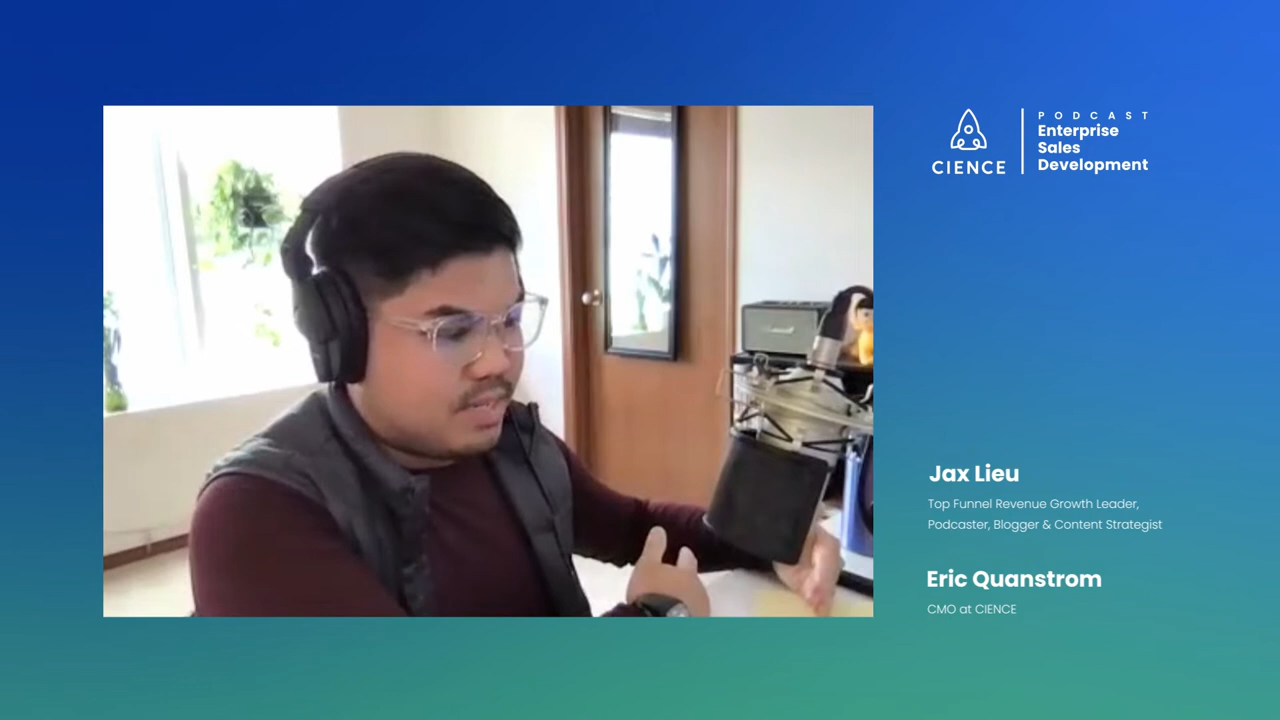 PODCAST
Enterprise
Sales
Development
CIENCE
Jax Lieu
Top Funnel Revenue Growth Leader,
Podcaster, Blogger & Content Strategist
Eric Quanstrom
CMO at CIENCE